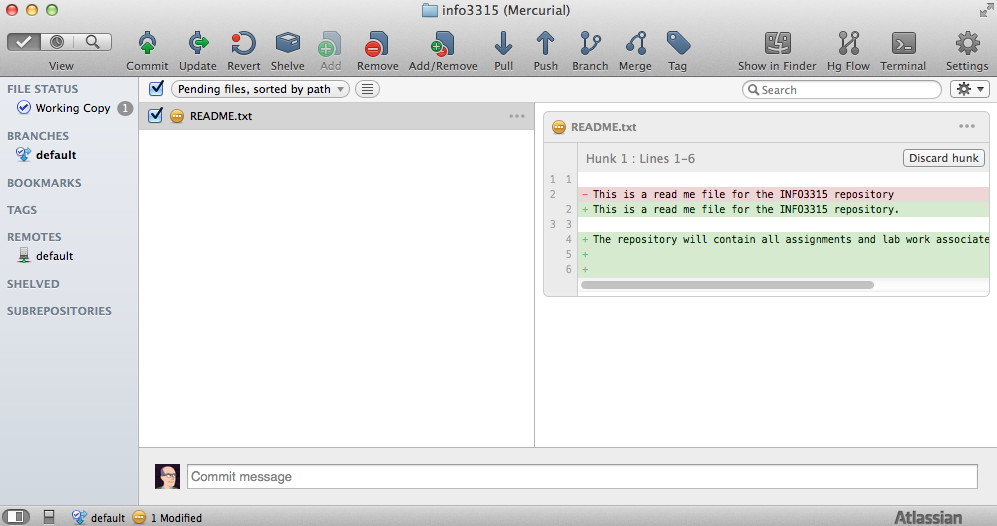 info3315 (Mercurial)
View
Commit
Update
Revert
Shelve
Add
Remove
Add/Remove
Pull
Push
Branch
Merge
Tag
Show in Finder
Hg Flow
Terminal
Settings
FILE STATUS
Working Copy 1
BRANCHES
default
BOOKMARKS
TAGS
REMOTES
default
SHELVED
SUBREPOSITORIES
Pending files, sorted by path
Search
README.txt
README.txt
Hunk 1 : Lines 1-6
Discard hunk
1 1
2 - This is a read me file for the INFO3315 repository
2 + This is a read me file for the INFO3315 repository.
3 3
4 + The repository will contain all assignments and lab work associate
5 +
6 +
Commit message
default 1 Modified
Atlassian